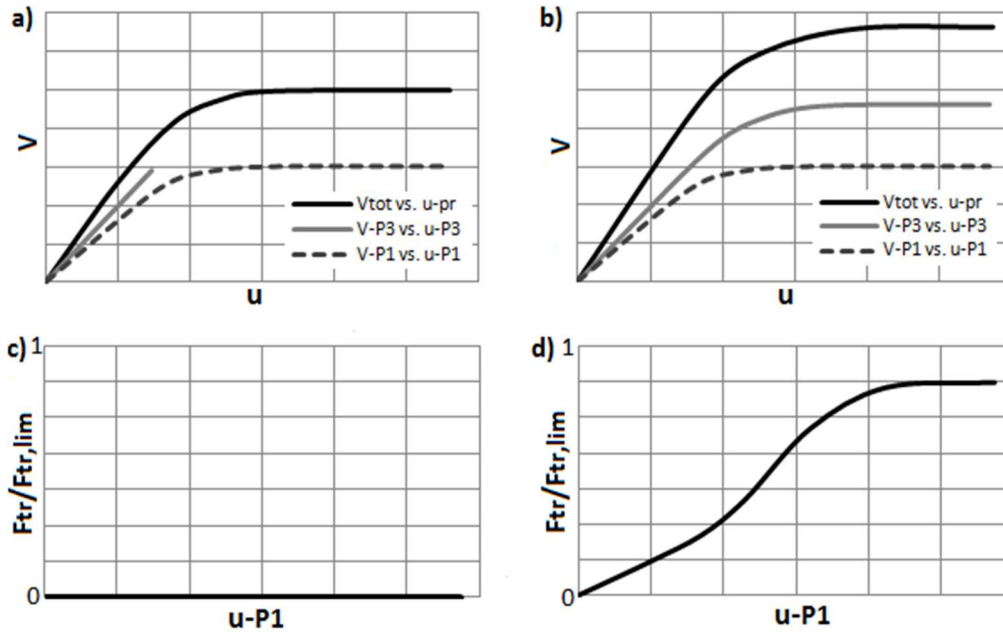 a)
V
Vtot vs. u-pr
V-P3 vs. u-P3
V-P1 vs. u-P1
u
b)
V
Vtot vs. u-pr
V-P3 vs. u-P3
V-P1 vs. u-P1
u
c)
1
Ftr/Ftr,lim
0
u-P1
d)
1
Ftr/Ftr,lim
0
u-P1